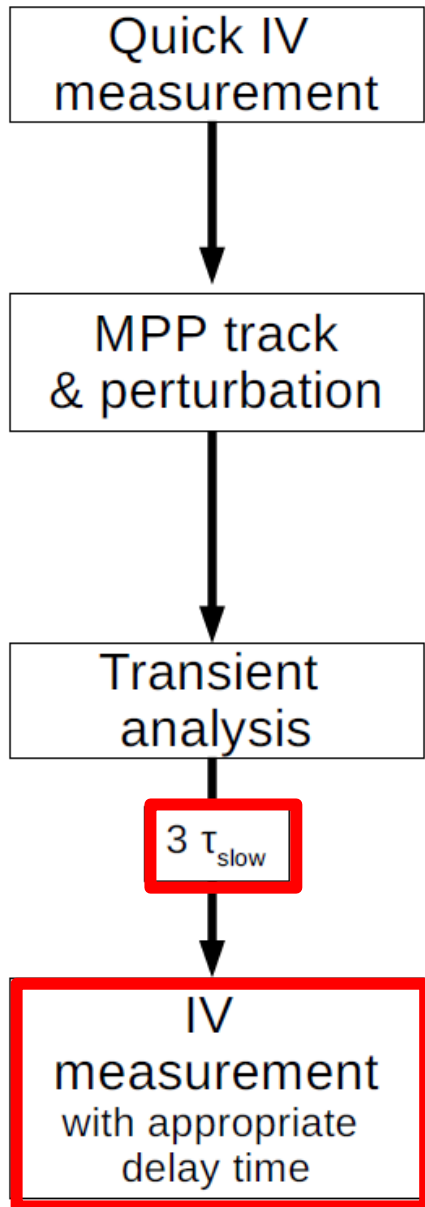 Quick IV
measurement
MPP track
& perturbation
Transient
analysis
3 τslow
IV
measurement
with appropriate
delay time